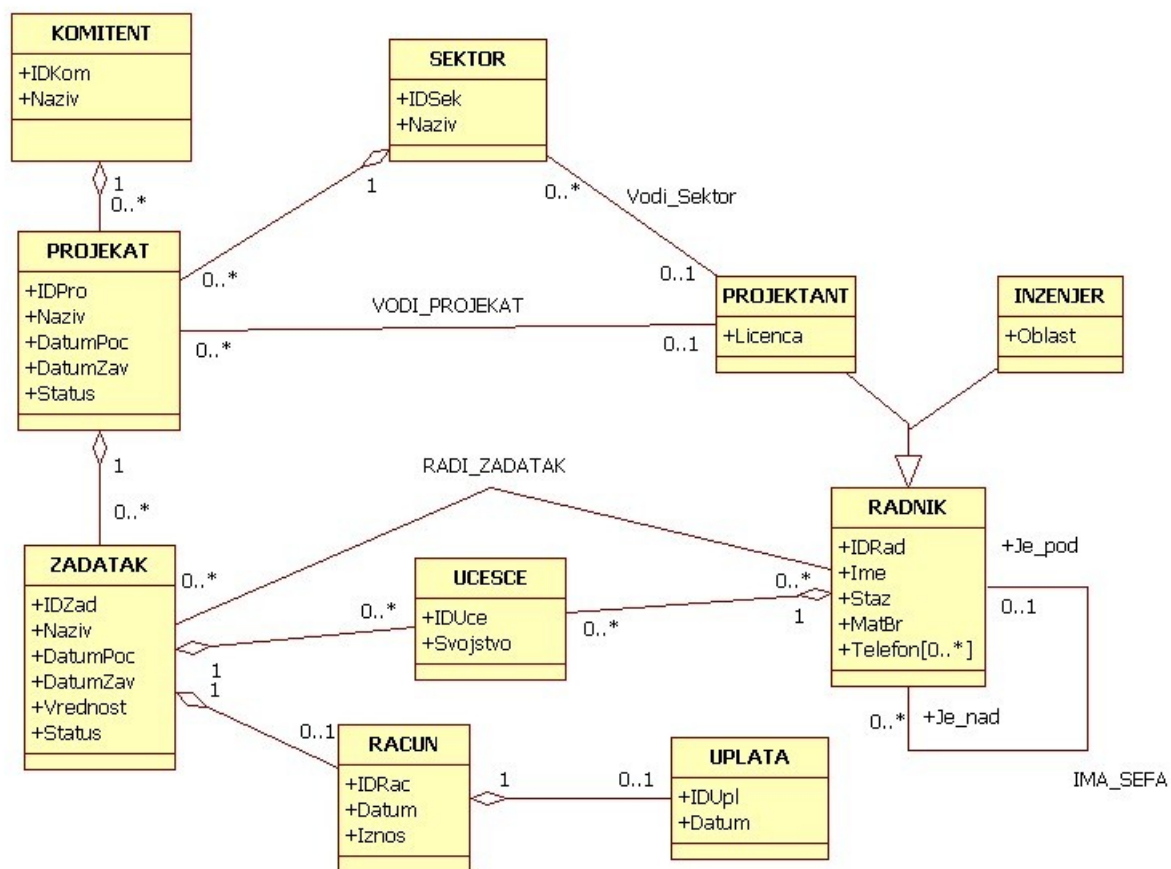 KOMITENT
+IDKom
+Naziv
SEKTOR
+IDSek
+Naziv
1
0..*
1
0..*
Vodi_Sektor
0..*
0..1
PROJEKAT
+IDPro
+Naziv
+DatumPoc
+DatumZav
+Status
VODI_PROJEKAT
0..*
0..1
PROJEKTANT
+Licenca
INZENJER
+Oblast
1
0..*
RADI_ZADATAK
0..*
0..*
ZADATAK
+IDZad
+Naziv
+DatumPoc
+DatumZav
+Vrednost
+Status
UCESCE
+IDUce
+Svojstvo
0..*
1
0..*
1
RADNIK
+IDRad
+Ime
+Staz
+MatBr
+Telefon[0..*]
+Je_pod
0..1
0..*
+Je_nad
IMA_SEFA
1
0..1
RACUN
+IDRac
+Datum
+Iznos
1
0..1
UPLATA
+IDUpl
+Datum
0..*